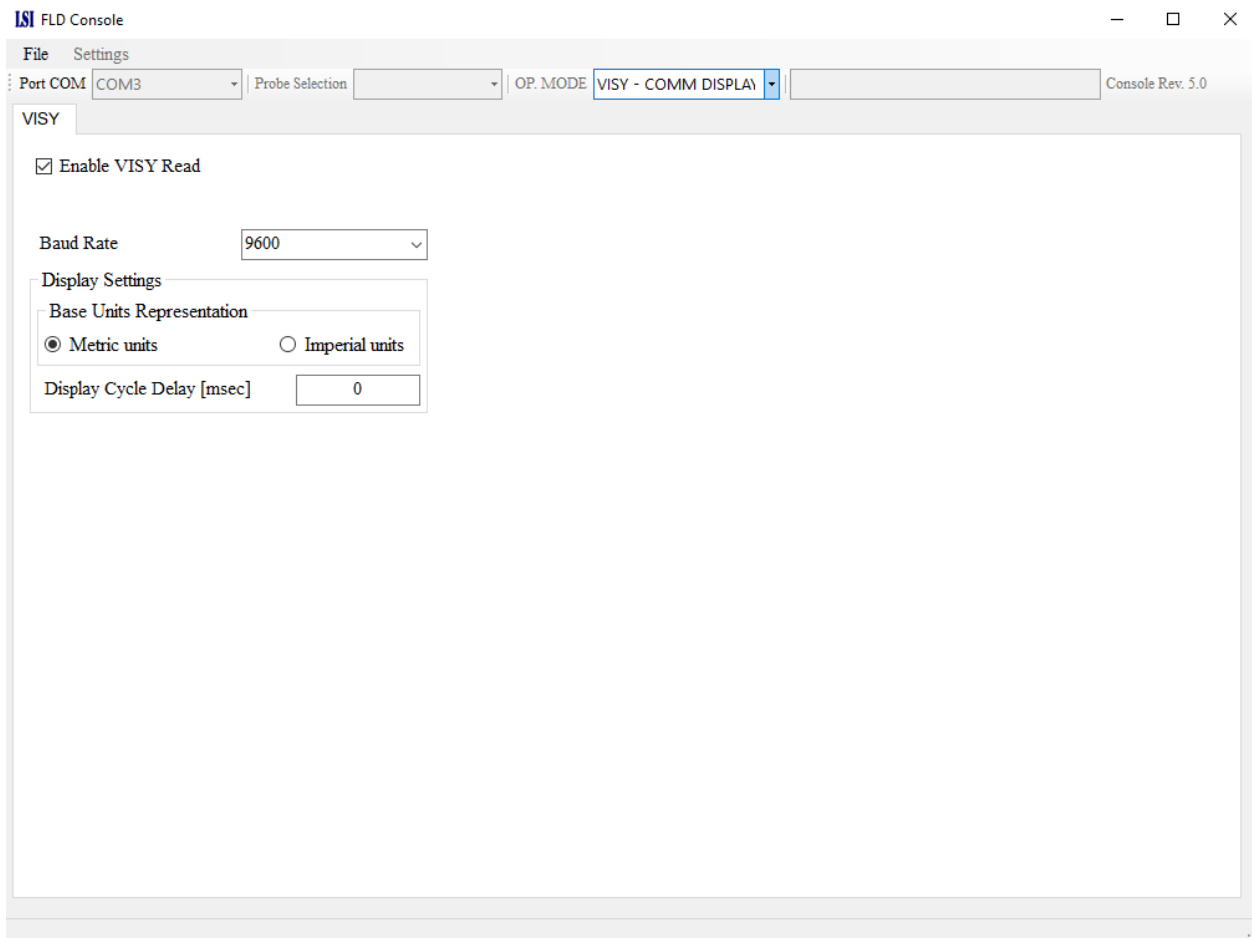 LSI FLD Console
File Settings
Port COM COM3 Probe Selection OP. MODE VISY - COMM DISPLAY Console Rev. 5.0
VISY
Enable VISY Read
Baud Rate 9600
Display Settings
Base Units Representation
Metric units Imperial units
Display Cycle Delay [msec] 0